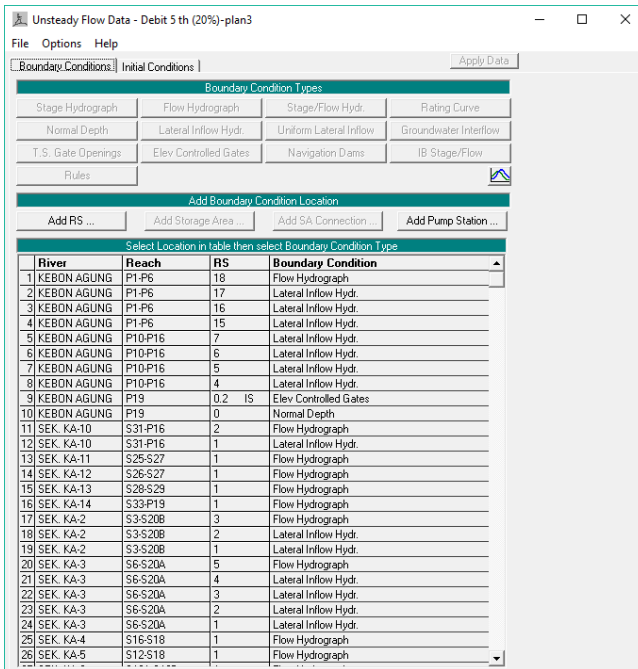 Unsteady Flow Data - Debit 5 th (20%)-plan3
File Options Help
Boundary Conditions Initial Conditions Apply Data
Boundary Condition Types
Stage Hydrograph Flow Hydrograph Stage/Flow Hydr. Rating Curve
Normal Depth Lateral Inflow Hydr. Uniform Lateral Inflow Groundwater Interflow
T.S. Gate Openings Elev Controlled Gates Navigation Dams IB Stage/Flow
Rules
Add Boundary Condition Location
Add RS ... Add Storage Area ... Add SA Connection ... Add Pump Station ...
Select Location in table then select Boundary Condition Type
River Reach RS Boundary Condition
1 KEBON AGUNG P1-P6 18 Flow Hydrograph
2 KEBON AGUNG P1-P6 17 Lateral Inflow Hydr.
3 KEBON AGUNG P1-P6 16 Lateral Inflow Hydr.
4 KEBON AGUNG P1-P6 15 Lateral Inflow Hydr.
5 KEBON AGUNG P10-P16 7 Lateral Inflow Hydr.
6 KEBON AGUNG P10-P16 6 Lateral Inflow Hydr.
7 KEBON AGUNG P10-P16 5 Lateral Inflow Hydr.
8 KEBON AGUNG P10-P16 4 Lateral Inflow Hydr.
9 KEBON AGUNG P19 0.2 IS Elev Controlled Gates
10 KEBON AGUNG P19 0 Normal Depth
11 SEK. KA-10 S31-P16 2 Flow Hydrograph
12 SEK. KA-10 S31-P16 1 Lateral Inflow Hydr.
13 SEK. KA-11 S25-S27 1 Flow Hydrograph
14 SEK. KA-12 S26-S27 1 Flow Hydrograph
15 SEK. KA-13 S28-S29 1 Flow Hydrograph
16 SEK. KA-14 S33-P19 1 Flow Hydrograph
17 SEK. KA-2 S3-S20B 3 Flow Hydrograph
18 SEK. KA-2 S3-S20B 2 Lateral Inflow Hydr.
19 SEK. KA-2 S3-S20B 1 Lateral Inflow Hydr.
20 SEK. KA-3 S6-S20A 5 Flow Hydrograph
21 SEK. KA-3 S6-S20A 4 Lateral Inflow Hydr.
22 SEK. KA-3 S6-S20A 3 Lateral Inflow Hydr.
23 SEK. KA-3 S6-S20A 2 Lateral Inflow Hydr.
24 SEK. KA-3 S6-S20A 1 Lateral Inflow Hydr.
25 SEK. KA-4 S16-S18 1 Flow Hydrograph
26 SEK. KA-5 S12-S18 1 Flow Hydrograph